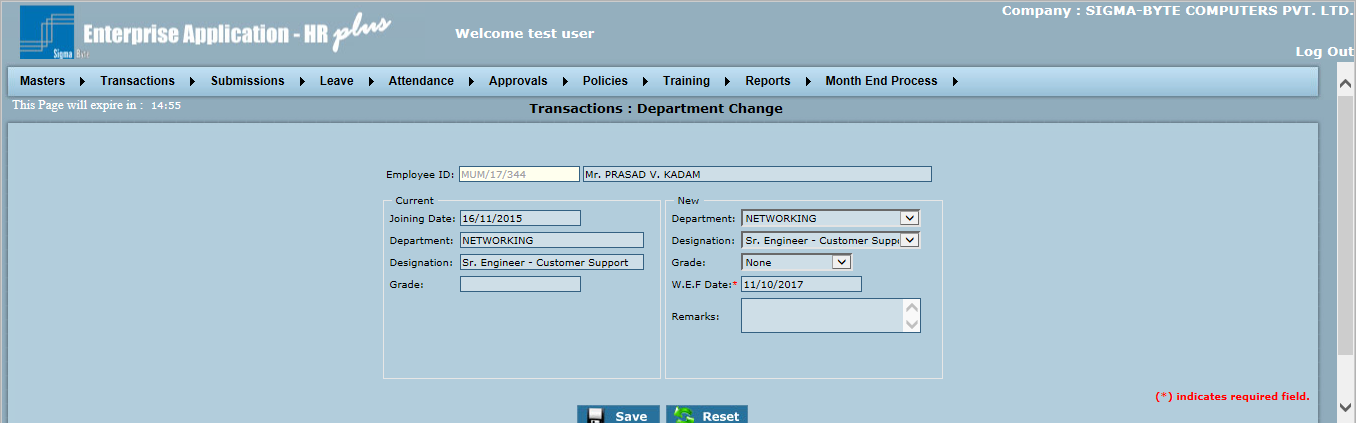 Company : SIGMA-BYTE COMPUTERS PVT. LTD.
Enterprise Application - HR plus
Sigma Byte
Welcome test user
Log Out
Masters Transactions Submissions Leave Attendance Approvals Policies Training Reports Month End Process
This Page will expire in : 14:55
Transactions : Department Change
Employee ID: MUM/17/344 Mr. PRASAD V. KADAM
Current
Joining Date: 16/11/2015
Department: NETWORKING
Designation: Sr. Engineer - Customer Support
Grade:
New
Department: NETWORKING
Designation: Sr. Engineer - Customer Supp
Grade: None
W.E.F Date:* 11/10/2017
Remarks:
(*) indicates required field.
Save Reset